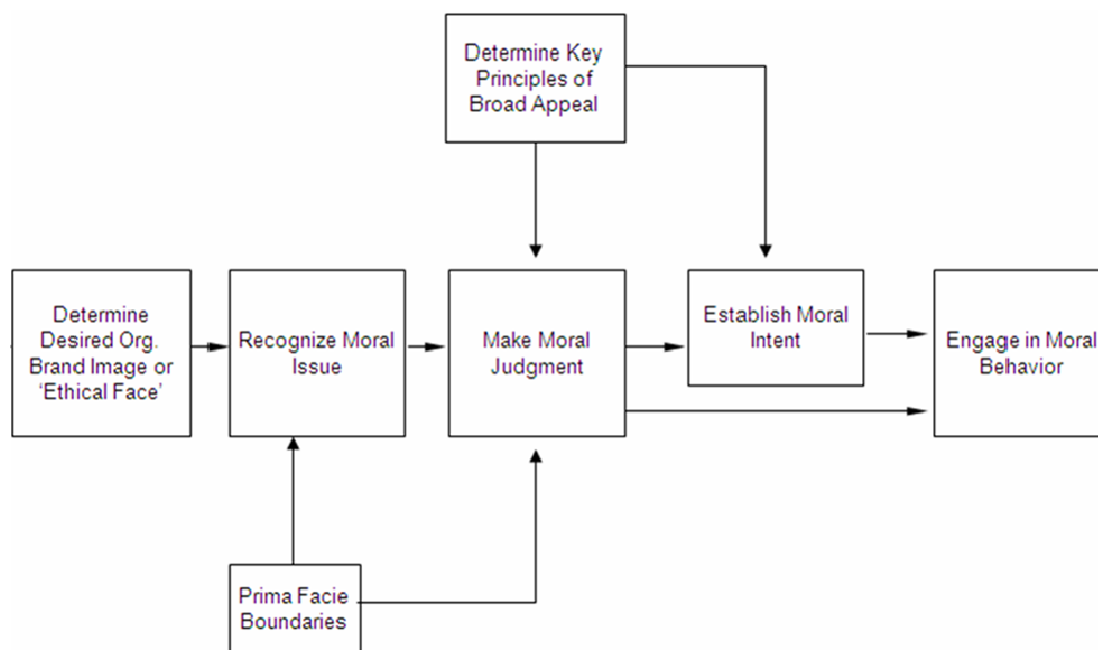 Determine Key
Principles of
Broad Appeal
Determine
Desired Org.
Brand Image or
‘Ethical Face’
Recognize Moral
Issue
Make Moral
Judgment
Establish Moral
Intent
Engage in Moral
Behavior
Prima Facie
Boundaries